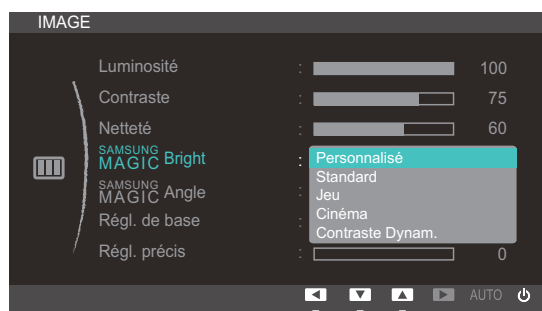 IMAGE
Luminosité : 100
Contraste : 75
Netteté : 60
SAMSUNG MAGIC Bright : Personnalisé
Standard
SAMSUNG MAGIC Angle : Jeu
Cinéma
Régl. de base : Contraste Dynam.
Régl. précis : 0
AUTO